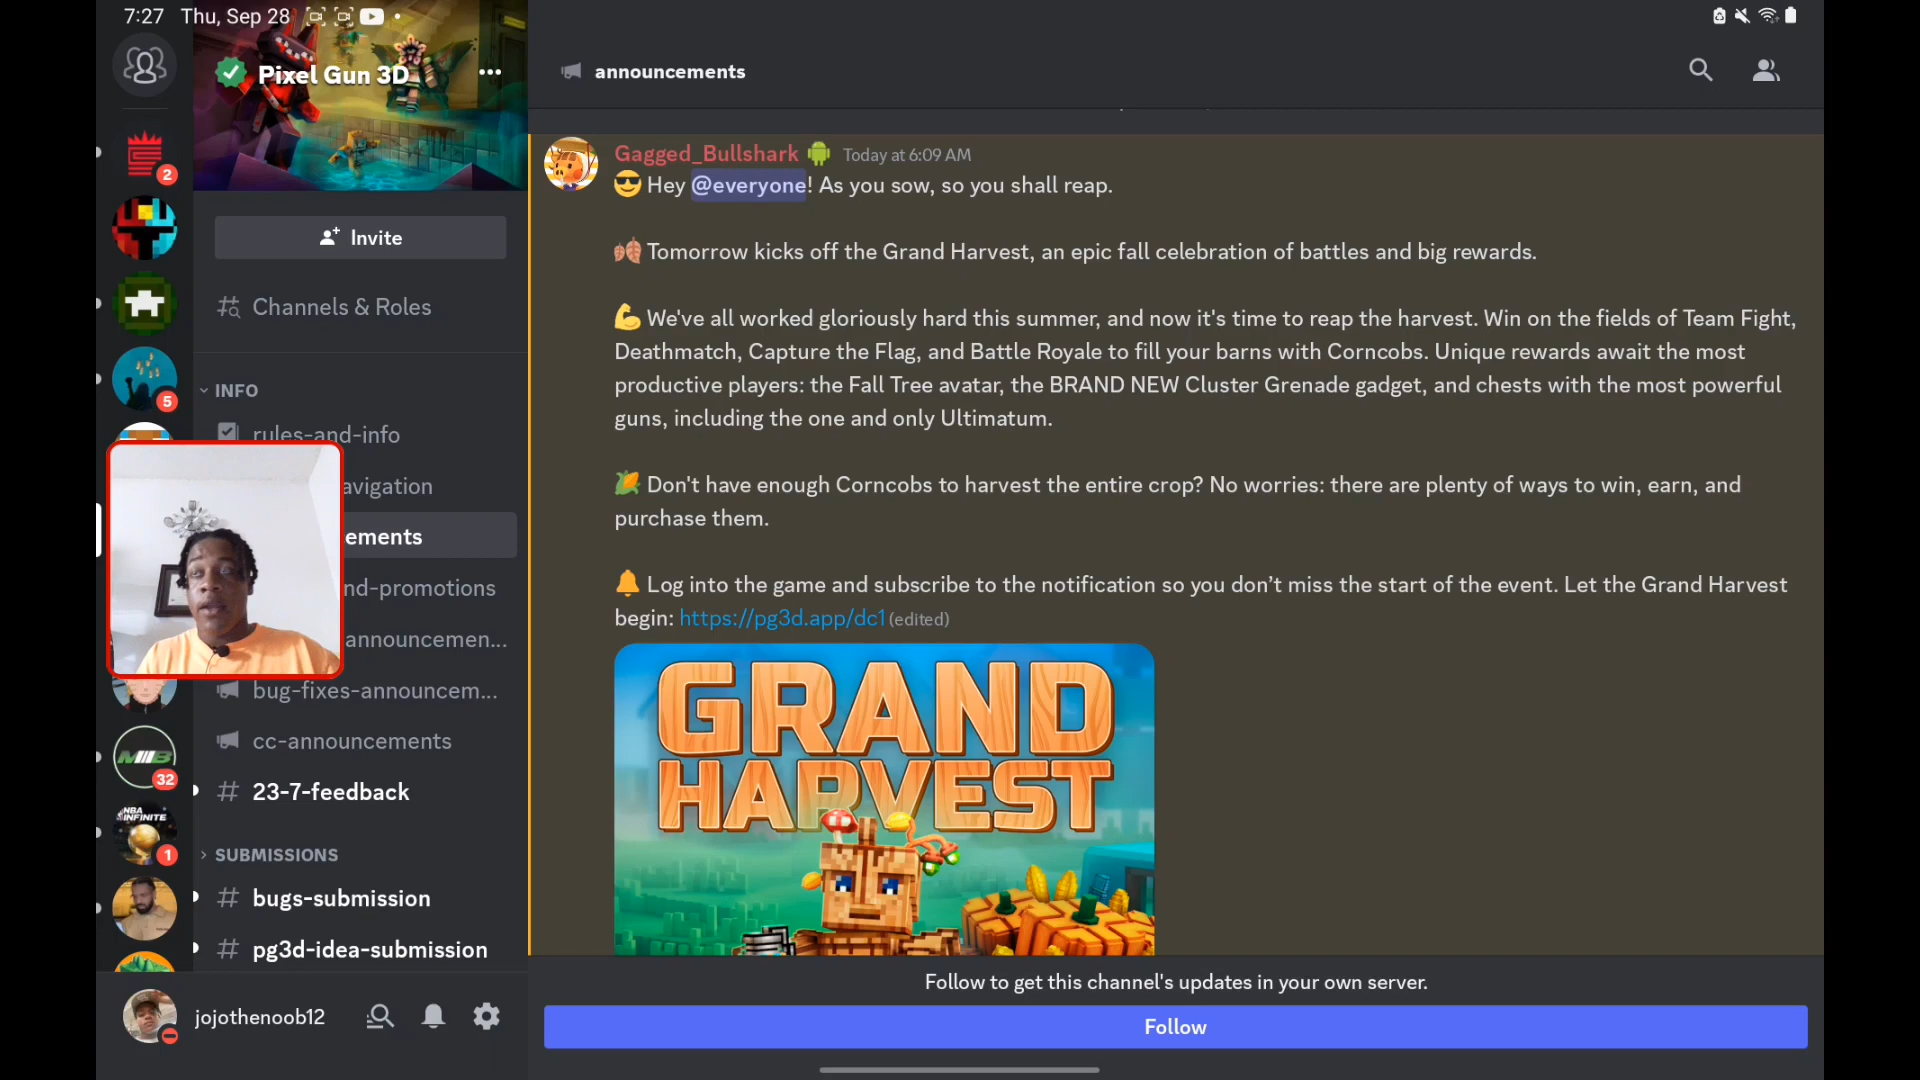 7:27 Thu, Sep 28
Pixel Gun 3D
Invite
Channels & Roles
INFO
rules-and-info
avigation
ements
nd-promotions
announcemen...
bug-fixes-announcem...
cc-announcements
23-7-feedback
SUBMISSIONS
bugs-submission
pg3d-idea-submission
2
5
32
NBA
INFINITE
1
jojothenoob12
announcements
Gagged_Bullshark Today at 6:09 AM
😎 Hey @everyone! As you sow, so you shall reap.
🍂 Tomorrow kicks off the Grand Harvest, an epic fall celebration of battles and big rewards.
💪 We've all worked gloriously hard this summer, and now it's time to reap the harvest. Win on the fields of Team Fight,
Deathmatch, Capture the Flag, and Battle Royale to fill your barns with Corncobs. Unique rewards await the most
productive players: the Fall Tree avatar, the BRAND NEW Cluster Grenade gadget, and chests with the most powerful
guns, including the one and only Ultimatum.
🌽 Don't have enough Corncobs to harvest the entire crop? No worries: there are plenty of ways to win, earn, and
purchase them.
🔔 Log into the game and subscribe to the notification so you don’t miss the start of the event. Let the Grand Harvest
begin: https://pg3d.app/dc1 (edited)
GRAND
HARVEST
Follow to get this channel's updates in your own server.
Follow